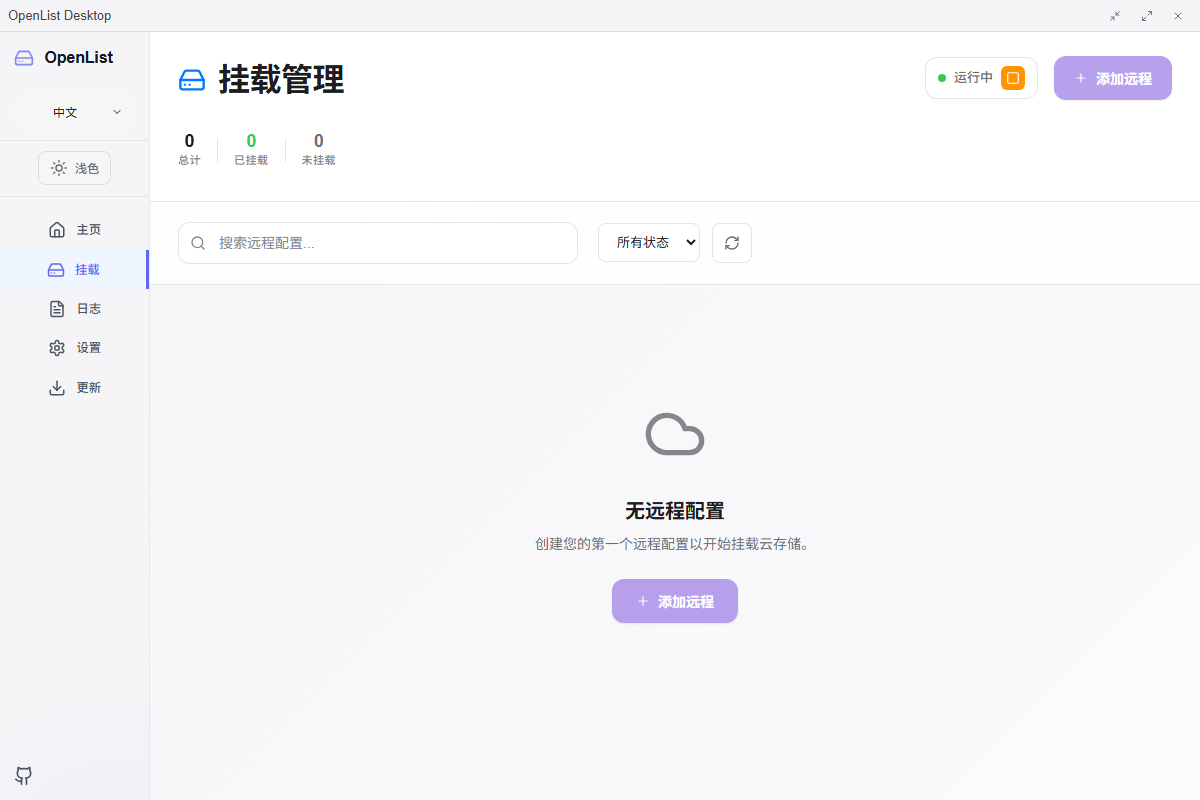 OpenList Desktop
OpenList
中文
浅色
主页
挂载
日志
设置
更新
挂载管理
运行中
添加远程
0
总计
0
已挂载
0
未挂载
搜索远程配置...
所有状态
无远程配置
创建您的第一个远程配置以开始挂载云存储。
添加远程